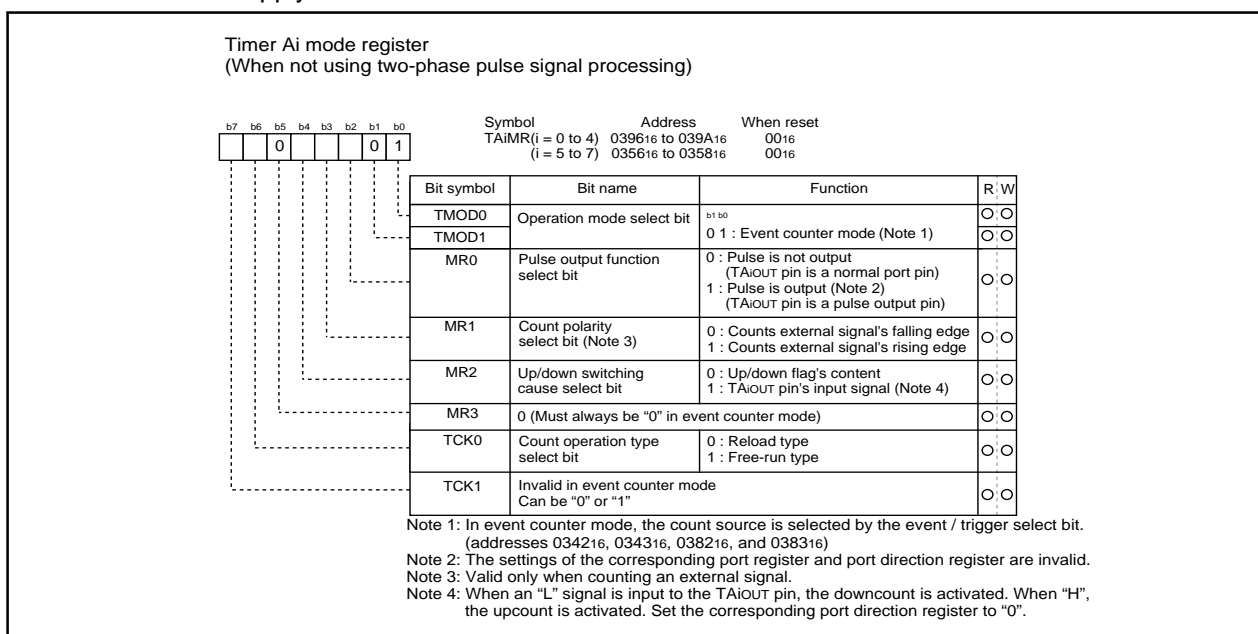 Timer Ai mode register
(When not using two-phase pulse signal processing)
Symbol Address When reset
TAiMR(i = 0 to 4) 039616 to 039A16 0016
(i = 5 to 7) 035616 to 035816 0016
b7 b6 b5 b4 b3 b2 b1 b0
0 0 1
Bit symbol Bit name Function R W
TMOD0 Operation mode select bit b1 b0
TMOD1 0 1 : Event counter mode (Note 1)
MR0 Pulse output function 0 : Pulse is not output
select bit (TAiOUT pin is a normal port pin)
1 : Pulse is output (Note 2)
(TAiOUT pin is a pulse output pin)
MR1 Count polarity 0 : Counts external signal's falling edge
select bit (Note 3) 1 : Counts external signal's rising edge
MR2 Up/down switching 0 : Up/down flag's content
cause select bit 1 : TAiOUT pin's input signal (Note 4)
MR3 0 (Must always be “0” in event counter mode)
TCK0 Count operation type 0 : Reload type
select bit 1 : Free-run type
TCK1 Invalid in event counter mode
Can be “0” or “1”
Note 1: In event counter mode, the count source is selected by the event / trigger select bit.
(addresses 034216, 034316, 038216, and 038316)
Note 2: The settings of the corresponding port register and port direction register are invalid.
Note 3: Valid only when counting an external signal.
Note 4: When an “L” signal is input to the TAiOUT pin, the downcount is activated. When “H”,
the upcount is activated. Set the corresponding port direction register to “0”.